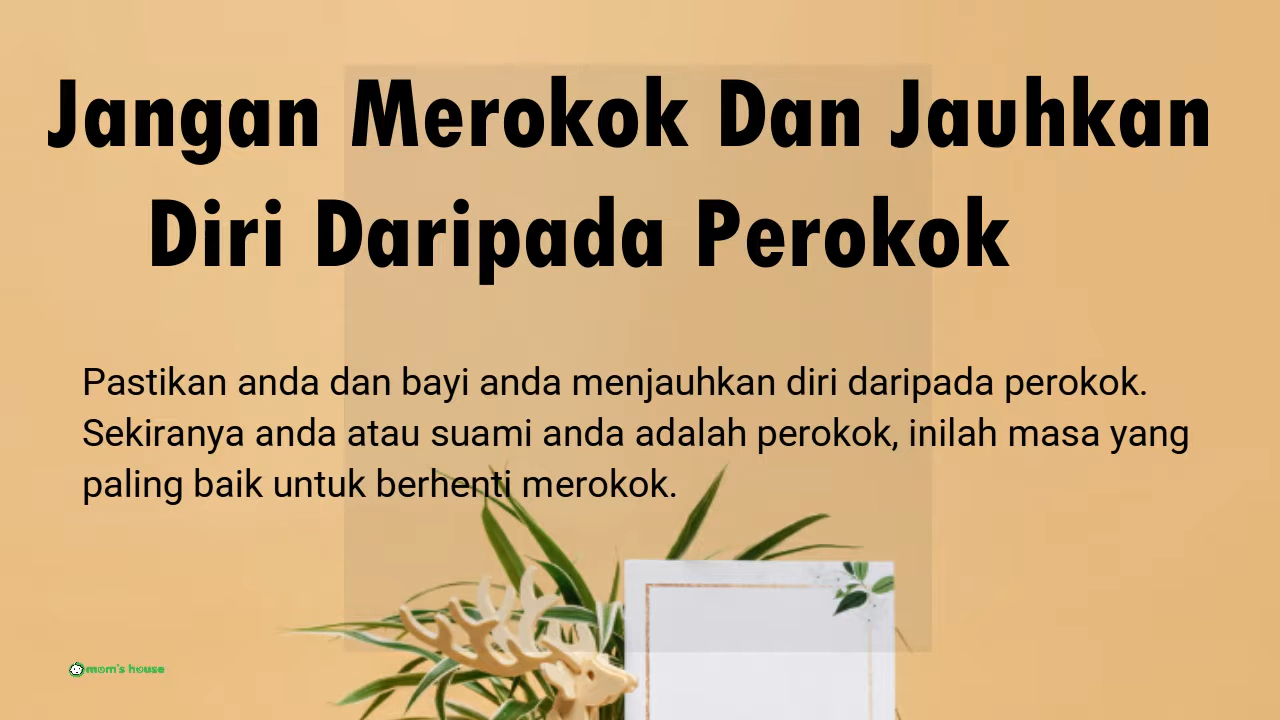 Jangan Merokok Dan Jauhkan
Diri Daripada Perokok
Pastikan anda dan bayi anda menjauhkan diri daripada perokok.
Sekiranya anda atau suami anda adalah perokok, inilah masa yang
paling baik untuk berhenti merokok.
mom's house